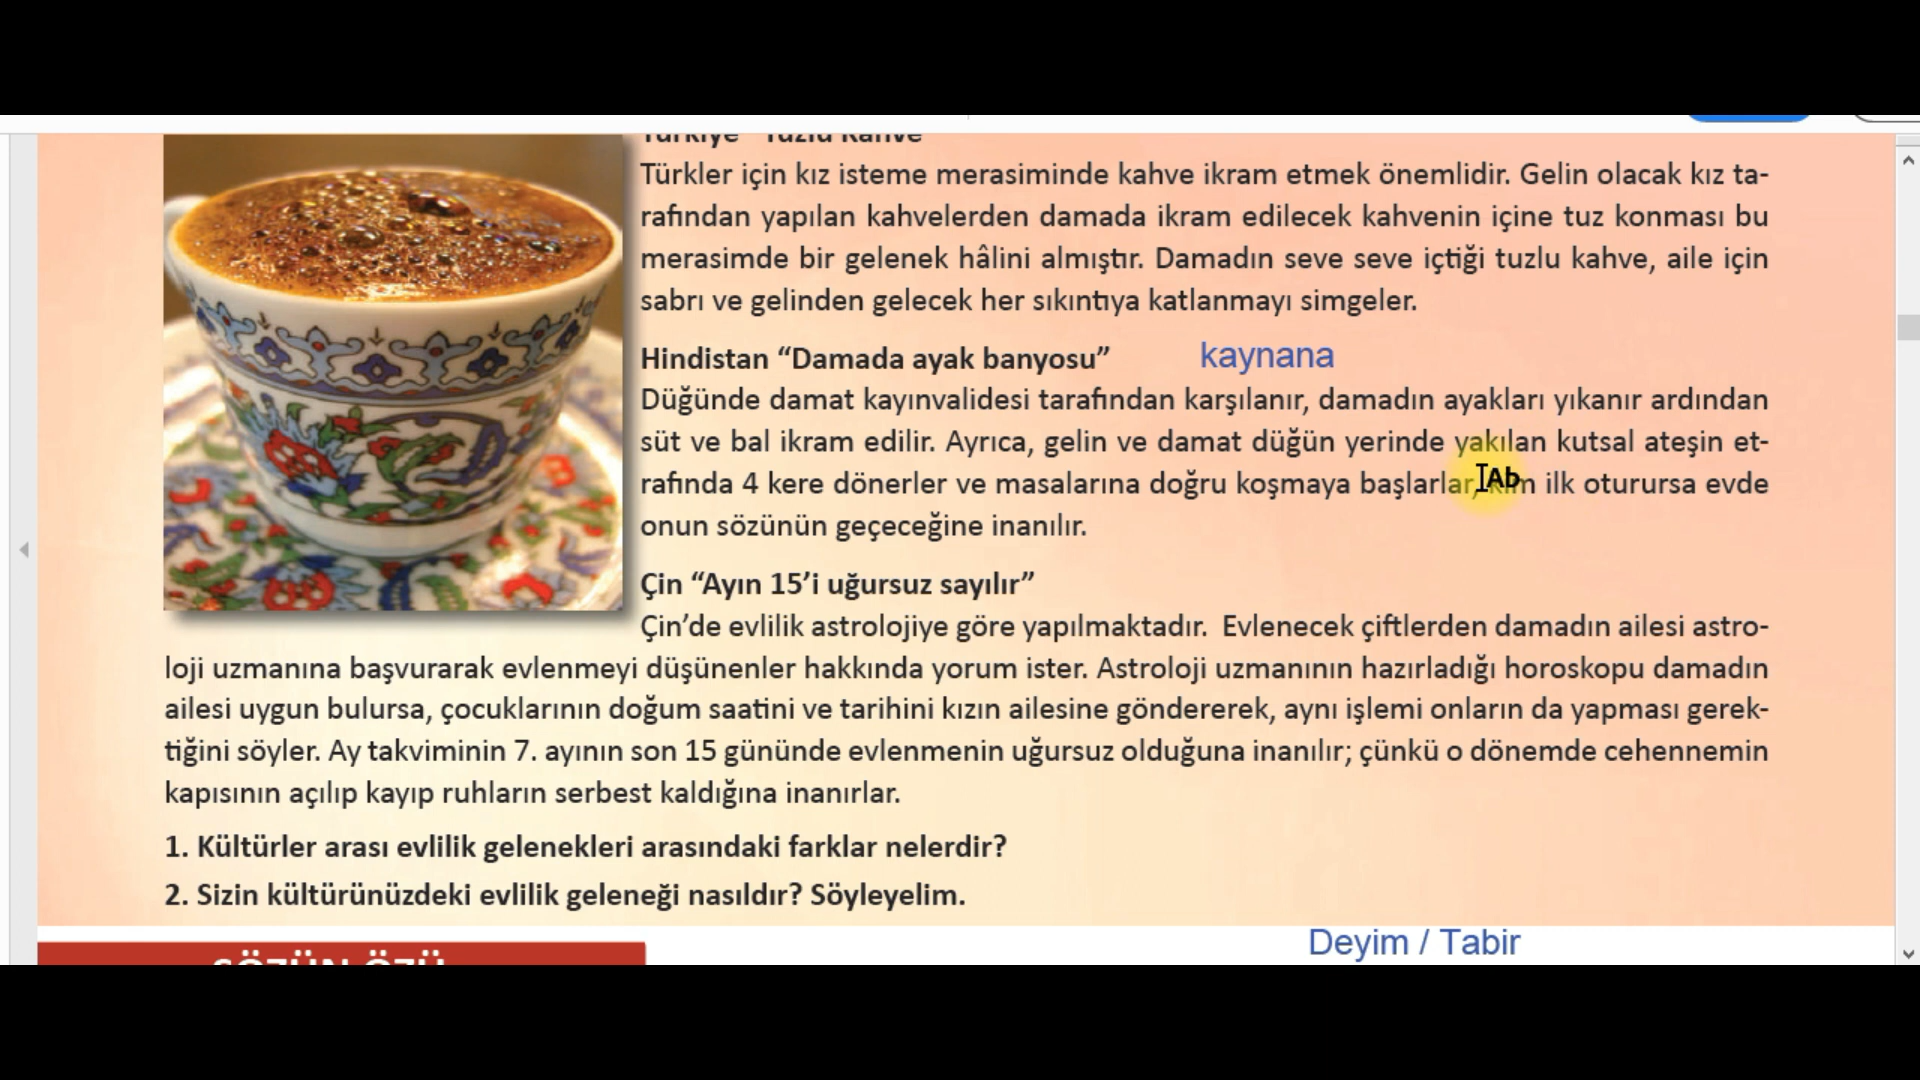 Türkiye "Tuzlu Kahve"
Türkler için kız isteme merasiminde kahve ikram etmek önemlidir. Gelin olacak kız ta-
rafından yapılan kahvelerden damada ikram edilecek kahvenin içine tuz konması bu
merasimde bir gelenek hâlini almıştır. Damadın seve seve içtiği tuzlu kahve, aile için
sabrı ve gelinden gelecek her sıkıntıya katlanmayı simgeler.
Hindistan “Damada ayak banyosu” kaynana
Düğünde damat kayınvalidesi tarafından karşılanır, damadın ayakları yıkanır ardından
süt ve bal ikram edilir. Ayrıca, gelin ve damat düğün yerinde yakılan kutsal ateşin et-
rafında 4 kere dönerler ve masalarına doğru koşmaya başlarlar, kim ilk oturursa evde
Ab
onun sözünün geçeceğine inanılır.
Çin “Ayın 15’i uğursuz sayılır”
Çin’de evlilik astrolojiye göre yapılmaktadır. Evlenecek çiftlerden damadın ailesi astro-
loji uzmanına başvurarak evlenmeyi düşünenler hakkında yorum ister. Astroloji uzmanının hazırladığı horoskopu damadın
ailesi uygun bulursa, çocuklarının doğum saatini ve tarihini kızın ailesine göndererek, aynı işlemi onların da yapması gerek-
tiğini söyler. Ay takviminin 7. ayının son 15 gününde evlenmenin uğursuz olduğuna inanılır; çünkü o dönemde cehennemin
kapısının açılıp kayıp ruhların serbest kaldığına inanırlar.
1. Kültürler arası evlilik gelenekleri arasındaki farklar nelerdir?
2. Sizin kültürünüzdeki evlilik geleneği nasıldır? Söyleyelim.
Deyim / Tabir
SÖZÜN ÖZÜ